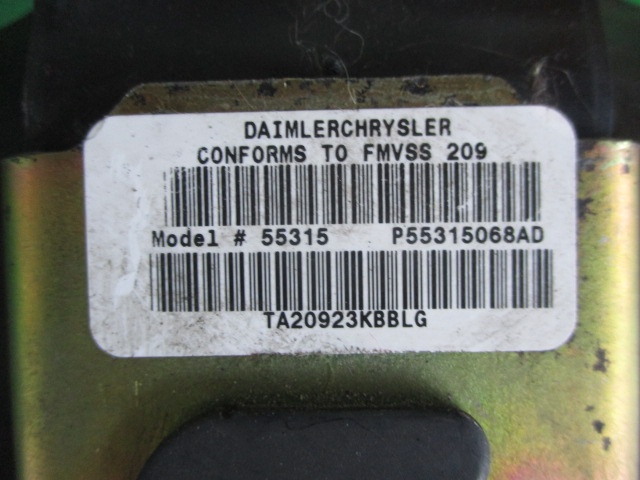 DAIMLERCHRYSLER
CONFORMS TO FMVSS 209
Model # 55315 P55315068AD
TA20923KBBLG